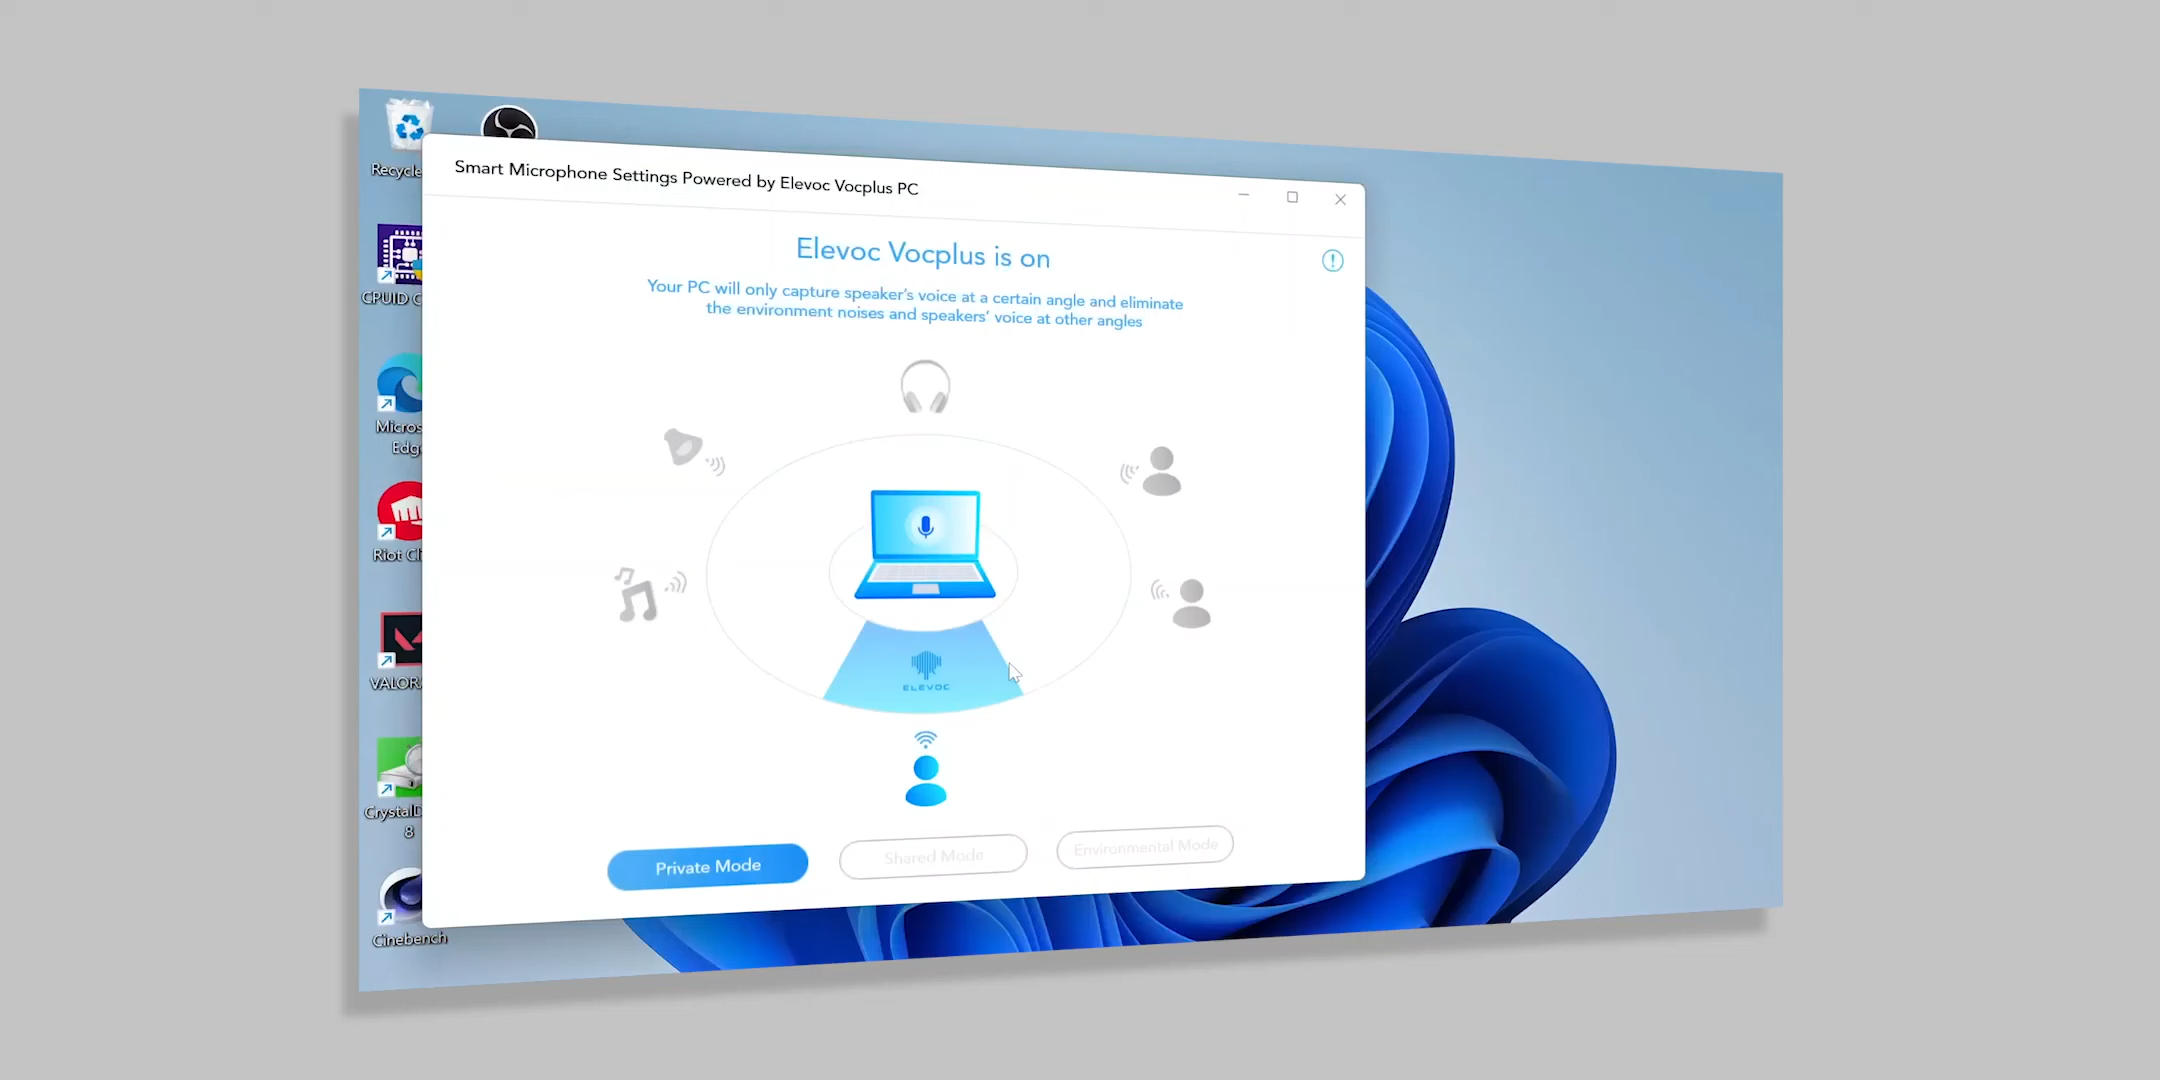 Recycle
Smart Microphone Settings Powered by Elevoc Vocplus PC
Elevoc Vocplus is on
Your PC will only capture speaker's voice at a certain angle and eliminate
the environment noises and speakers' voice at other angles
CPUID C
Micros
Edg
Riot Cli
VALOR
CrystalD
8
Cinebench
ELEVOC
Private Mode
Shared Mode
Environmental Mode